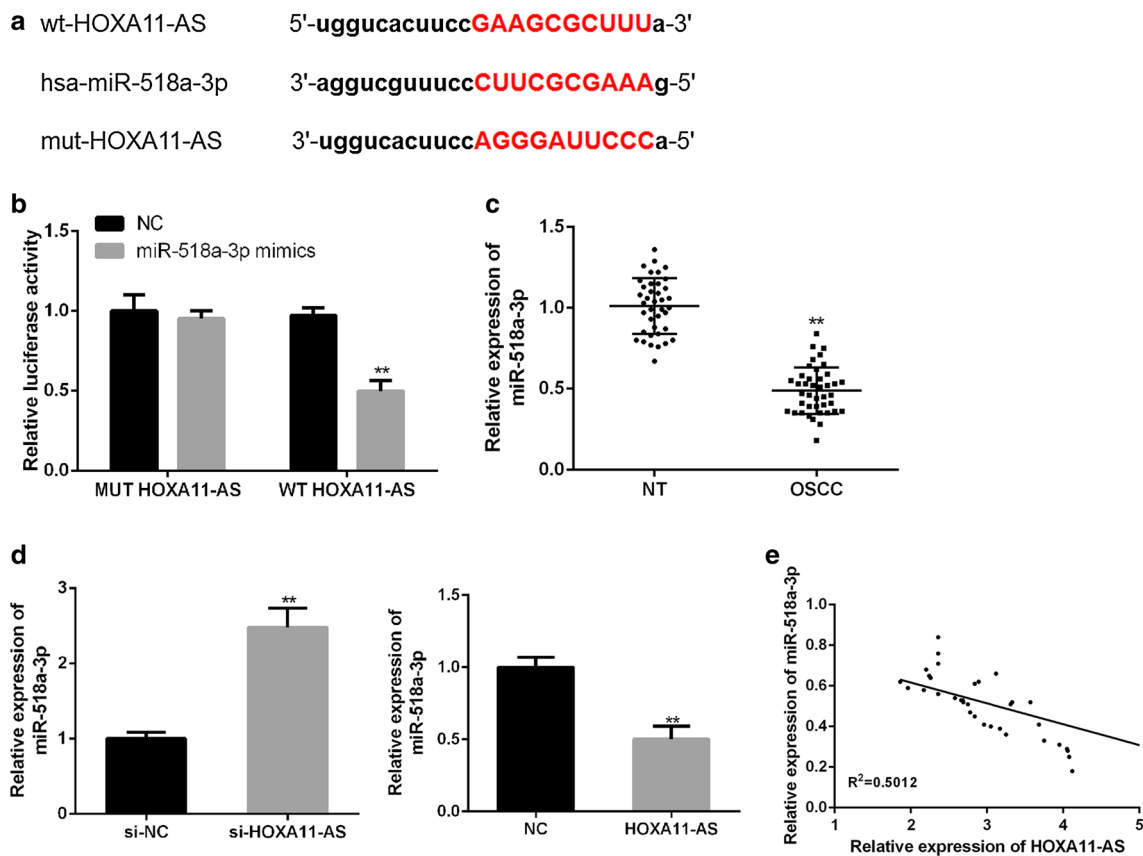 a
wt-HOXA11-AS 5'-uggucacuuccGAAGCGCUUUa-3'
hsa-miR-518a-3p 3'-aggucguuuccCUUCGCGAAAg-5'
mut-HOXA11-AS 3'-uggucacuuccAGGGAUUCCCa-5'
b
NC
miR-518a-3p mimics
Relative luciferase activity
1.5
1.0
0.5
0.0
**
MUT HOXA11-AS WT HOXA11-AS
c
Relative expression of
miR-518a-3p
1.5
1.0
0.5
0.0
**
NT OSCC
d
Relative expression of
miR-518a-3p
3
2
1
0
**
si-NC si-HOXA11-AS
Relative expression of
miR-518a-3p
1.5
1.0
0.5
0.0
**
NC HOXA11-AS
e
Relative expression of miR-518a-3p
1.0
0.8
0.6
0.4
0.2
0.0
R²=0.5012
1 2 3 4 5
Relative expression of HOXA11-AS